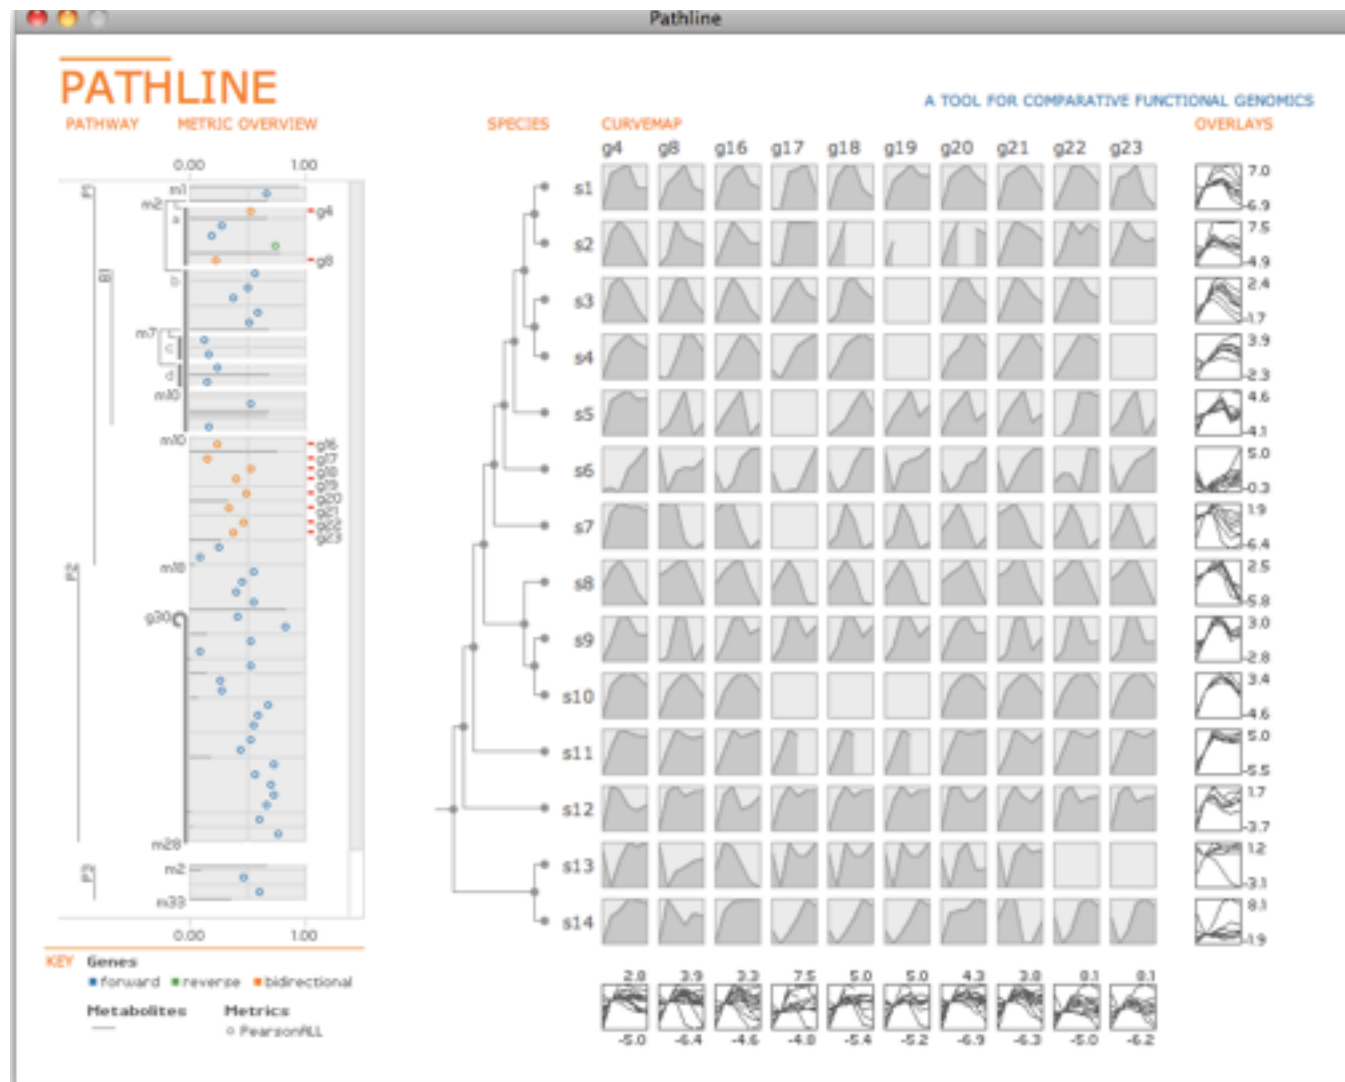 Pathline
PATHLINE
A TOOL FOR COMPARATIVE FUNCTIONAL GENOMICS
PATHWAY METRIC OVERVIEW SPECIES CURVEMAP OVERLAYS
g4 g8 g16 g17 g18 g19 g20 g21 g22 g23
0.00 1.00
P1
m1
m2
a
g4
g8
B1
b
m7
c
d
m10
m10
g16
g17
g18
g19
g20
g21
g22
g23
P2
m18
g30
m28
P3
m2
m33
0.00 1.00
s1 7.0 -6.9
s2 7.5 -4.9
s3 2.4 -1.7
s4 3.9 -2.3
s5 4.6 -4.1
s6 5.0 -0.3
s7 1.9 -6.4
s8 2.5 -5.8
s9 3.0 -2.8
s10 3.4 -4.6
s11 5.0 -5.5
s12 1.7 -3.7
s13 1.2 -3.1
s14 8.1 -1.9
KEY Genes
forward reverse bidirectional
Metabolites Metrics
PearsonALL
2.8 3.9 3.3 7.5 5.0 5.0 4.3 3.8 8.1 8.1
-5.0 -6.4 -4.6 -4.8 -5.4 -5.2 -6.9 -6.3 -5.0 -6.2